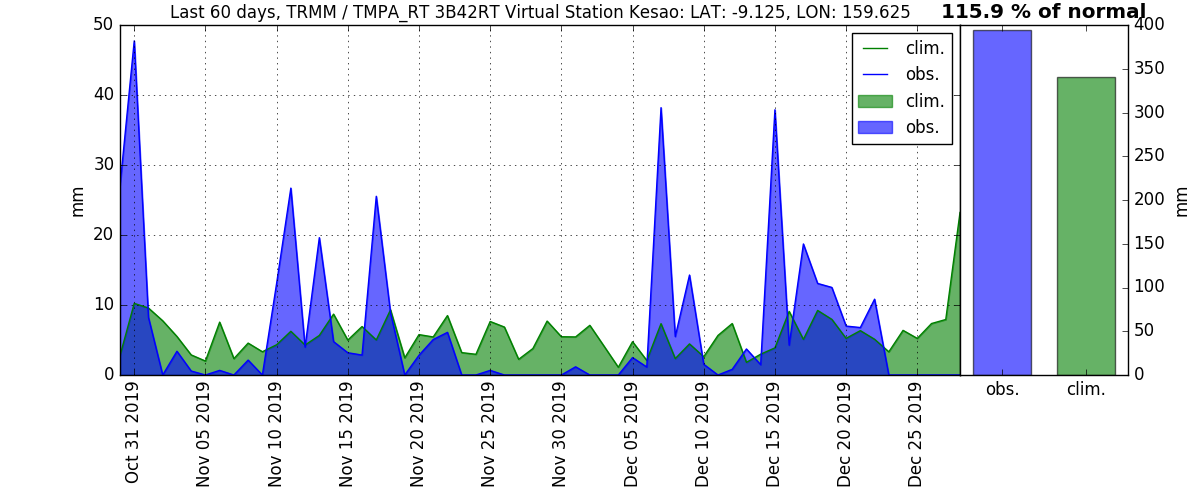 Last 60 days, TRMM / TMPA_RT 3B42RT Virtual Station Kesao: LAT: -9.125, LON: 159.625
115.9 % of normal
50
40
30
20
10
0
mm
clim.
obs.
clim.
obs.
400
350
300
250
200
150
100
50
0
mm
Oct 31 2019
Nov 05 2019
Nov 10 2019
Nov 15 2019
Nov 20 2019
Nov 25 2019
Nov 30 2019
Dec 05 2019
Dec 10 2019
Dec 15 2019
Dec 20 2019
Dec 25 2019
obs.
clim.